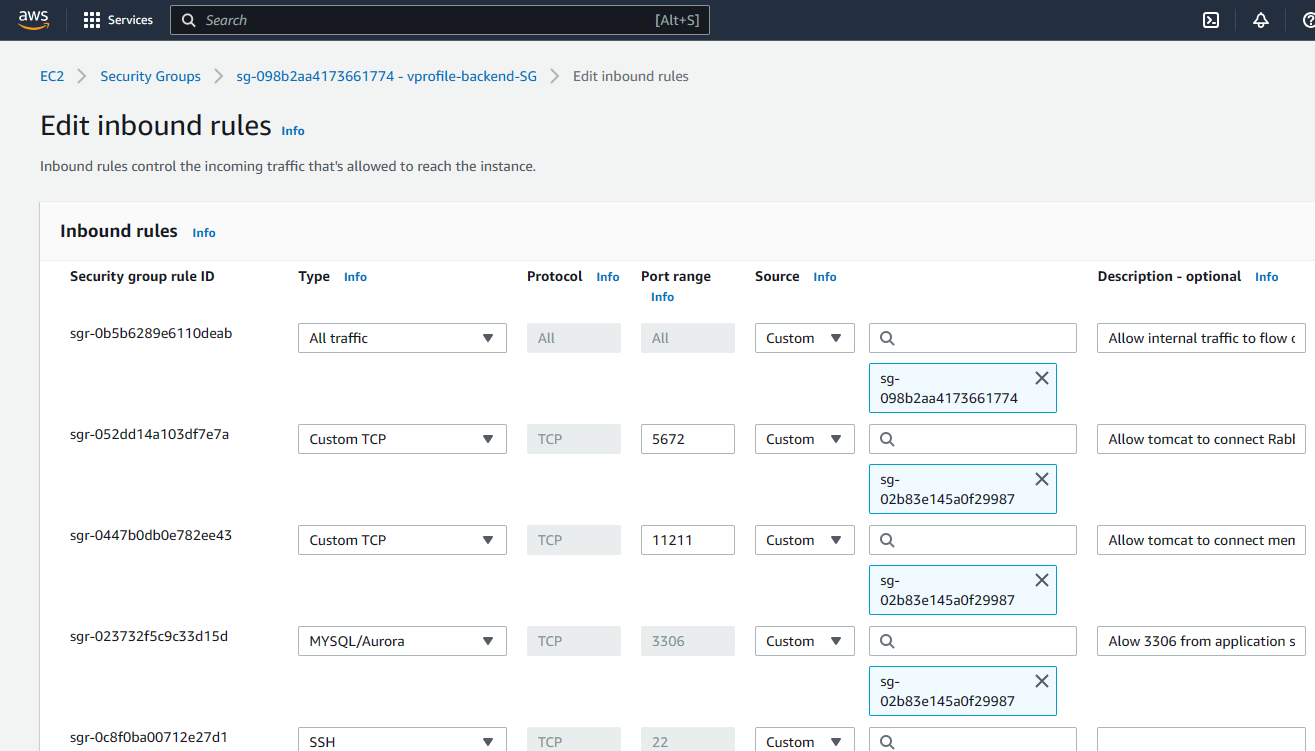 aws Services Search [Alt+S]
EC2 Security Groups sg-098b2aa4173661774 - vprofile-backend-SG Edit inbound rules
Edit inbound rules Info
Inbound rules control the incoming traffic that's allowed to reach the instance.
Inbound rules Info
Security group rule ID Type Info Protocol Info Port range Source Info Description - optional Info
Info
sgr-0b5b6289e6110deab All traffic All All Custom Allow internal traffic to flow
sg-
098b2aa4173661774
sgr-052dd14a103df7e7a Custom TCP TCP 5672 Custom Allow tomcat to connect Rabb
sg-
02b83e145a0f29987
sgr-0447b0db0e782ee43 Custom TCP TCP 11211 Custom Allow tomcat to connect mem
sg-
02b83e145a0f29987
sgr-023732f5c9c33d15d MYSQL/Aurora TCP 3306 Custom Alow 3306 from application s
sg-
02b83e145a0f29987
sgr-0c8f0ba00712e27d1 SSH TCP 22 Custom